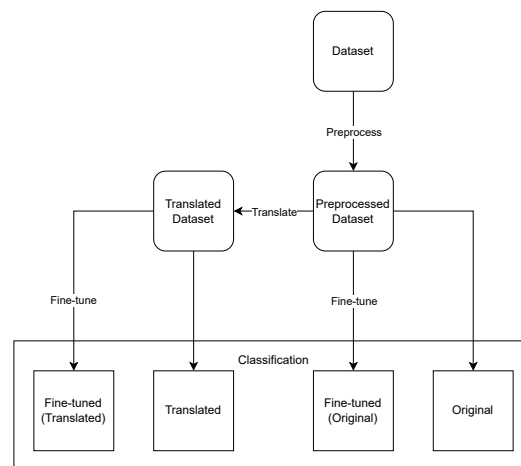 Dataset
Preprocess
Translated
Dataset
Translate
Preprocessed
Dataset
Fine-tune
Fine-tune
Classification
Fine-tuned
(Translated)
Translated
Fine-tuned
(Original)
Original